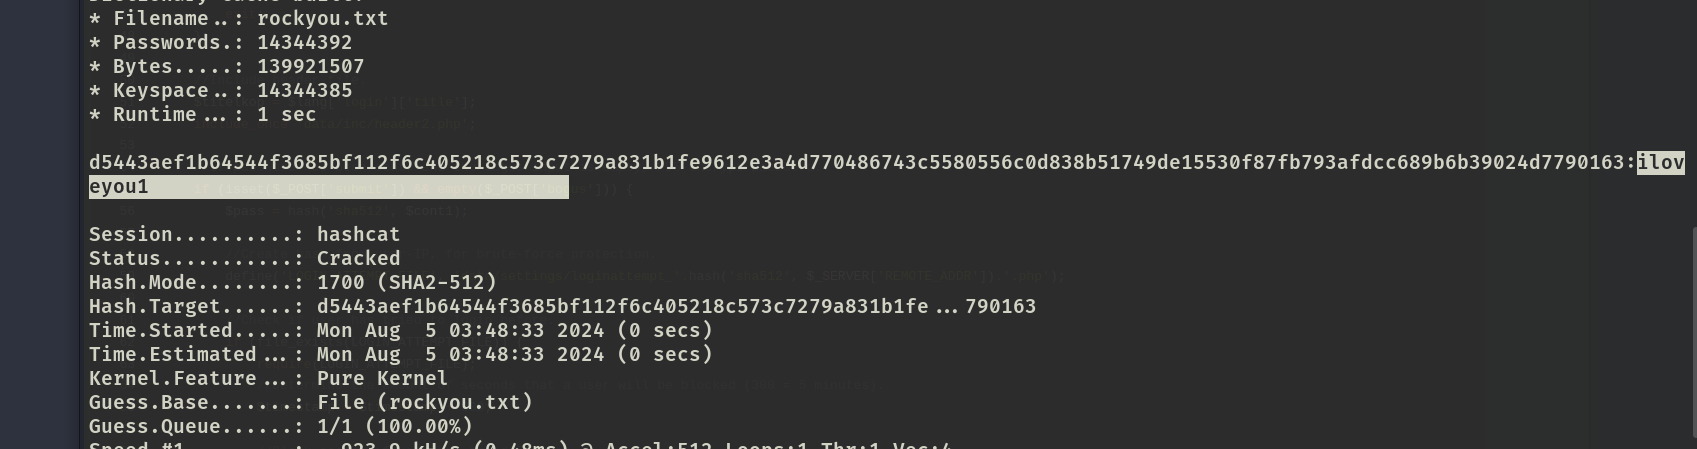 * Filename..: rockyou.txt
* Passwords.: 14344392
* Bytes.....: 139921507
* Keyspace..: 14344385
* Runtime...: 1 sec
d5443aef1b64544f3685bf112f6c405218c573c7279a831b1fe9612e3a4d770486743c5580556c0d838b51749de15530f87fb793afdcc689b6b39024d7790163:ilov
eyou1
Session..........: hashcat
Status...........: Cracked
Hash.Mode........: 1700 (SHA2-512)
Hash.Target......: d5443aef1b64544f3685bf112f6c405218c573c7279a831b1fe...790163
Time.Started.....: Mon Aug  5 03:48:33 2024 (0 secs)
Time.Estimated...: Mon Aug  5 03:48:33 2024 (0 secs)
Kernel.Feature...: Pure Kernel
Guess.Base.......: File (rockyou.txt)
Guess.Queue......: 1/1 (100.00%)